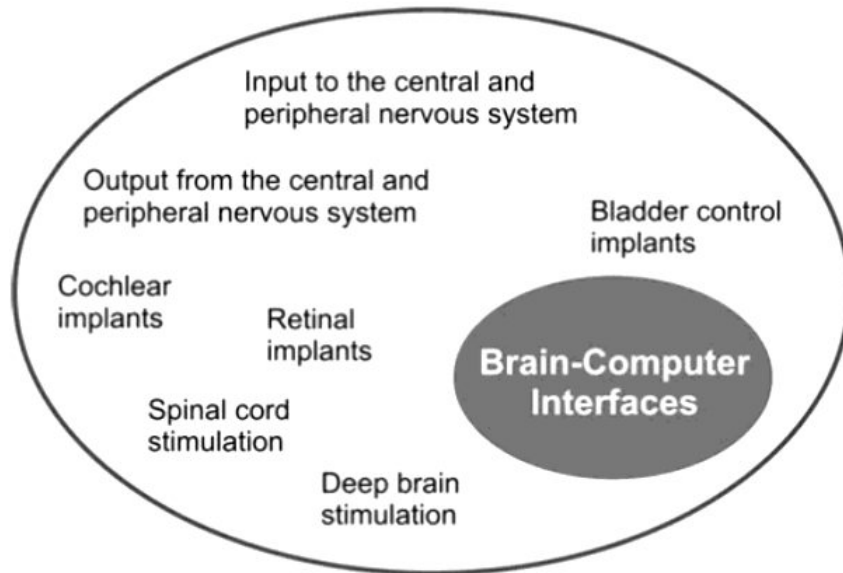 Input to the central and
peripheral nervous system
Output from the central and
peripheral nervous system
Bladder control
implants
Cochlear
implants
Retinal
implants
Brain-Computer
Interfaces
Spinal cord
stimulation
Deep brain
stimulation